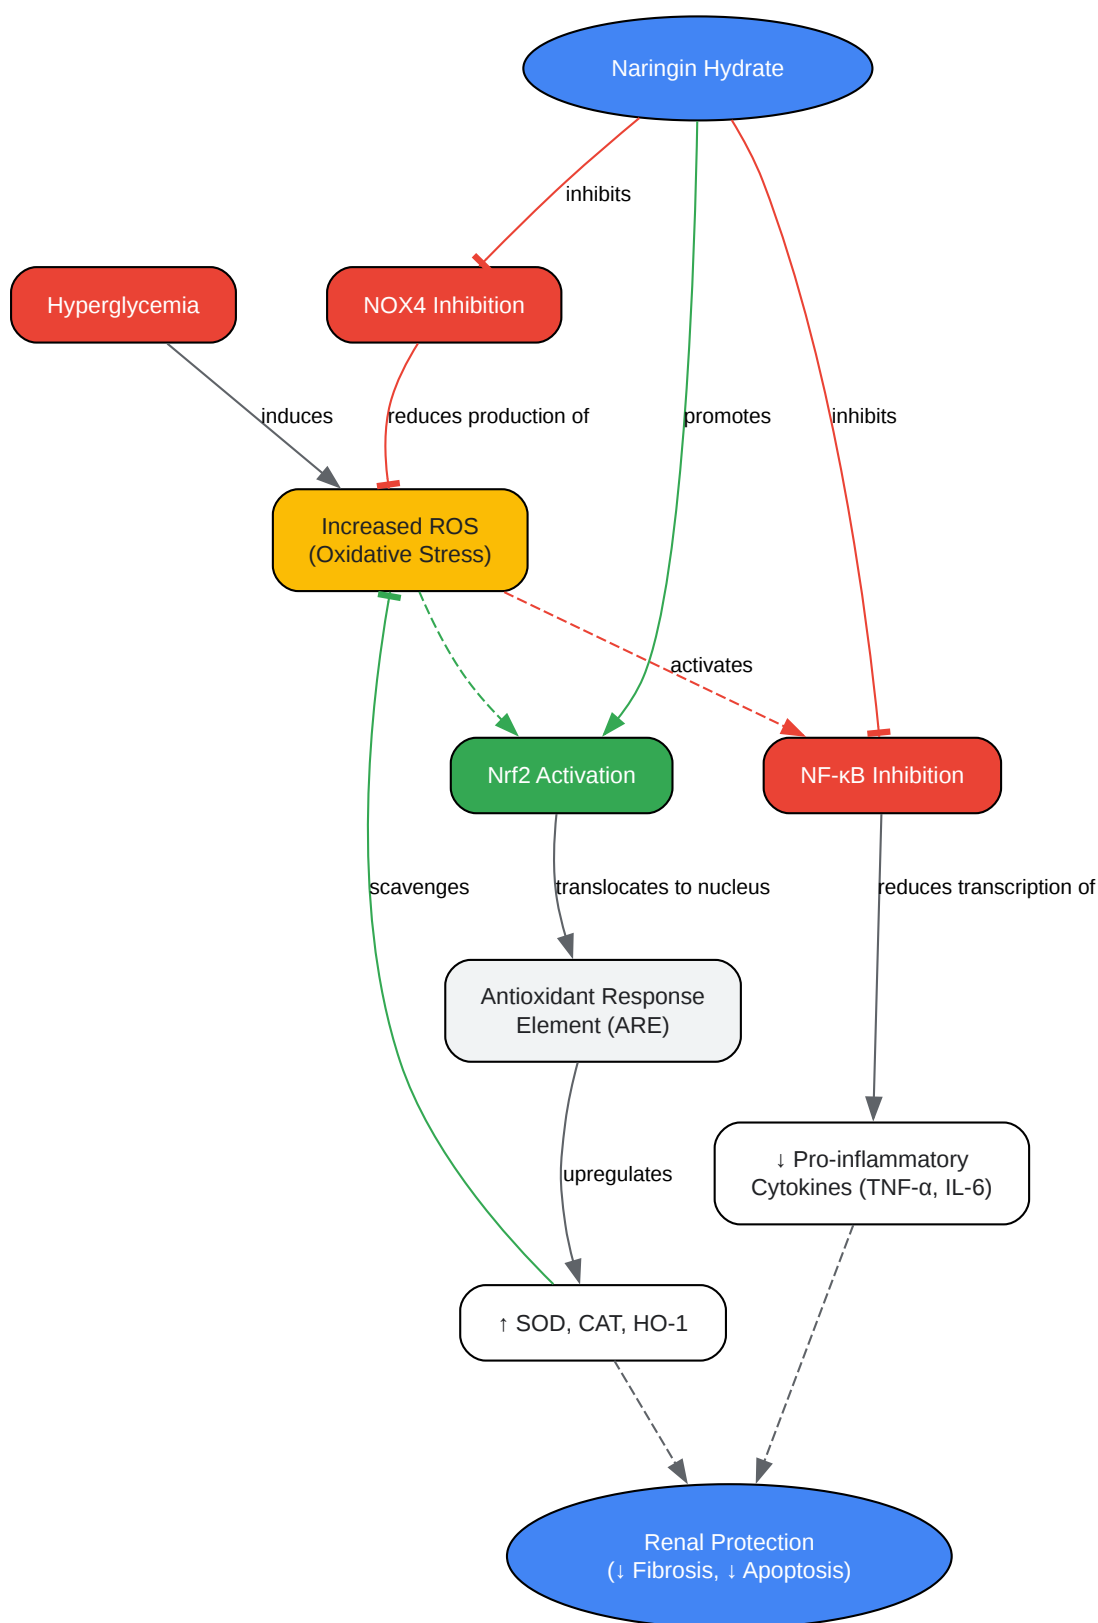 Naringin Hydrate
inhibits
Hyperglycemia
NOX4 Inhibition
induces
reduces production of
promotes
inhibits
Increased ROS
(Oxidative Stress)
activates
Nrf2 Activation
NF-κB Inhibition
scavenges
translocates to nucleus
reduces transcription of
Antioxidant Response
Element (ARE)
↓ Pro-inflammatory
Cytokines (TNF-α, IL-6)
upregulates
↑ SOD, CAT, HO-1
Renal Protection
(↓ Fibrosis, ↓ Apoptosis)